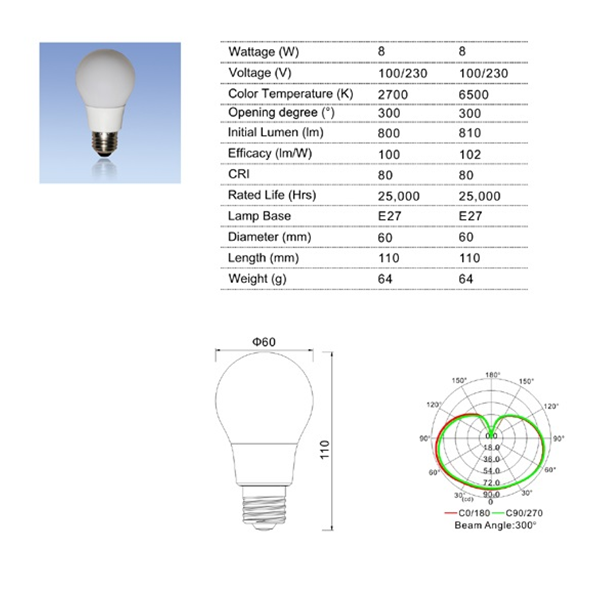 Wattage (W) 8 8
Voltage (V) 100/230 100/230
Color Temperature (K) 2700 6500
Opening degree (°) 300 300
Initial Lumen (lm) 800 810
Efficacy (lm/W) 100 102
CRI 80 80
Rated Life (Hrs) 25,000 25,000
Lamp Base E27 E27
Diameter (mm) 60 60
Length (mm) 110 110
Weight (g) 64 64
Φ60
110
180°
150° 150°
120° 120°
90° 90°
60° 60°
30° 30°
0.0
18.0
36.0
54.0
72.0
90.0
(cd)
0
C0/180 C90/270
Beam Angle:300°